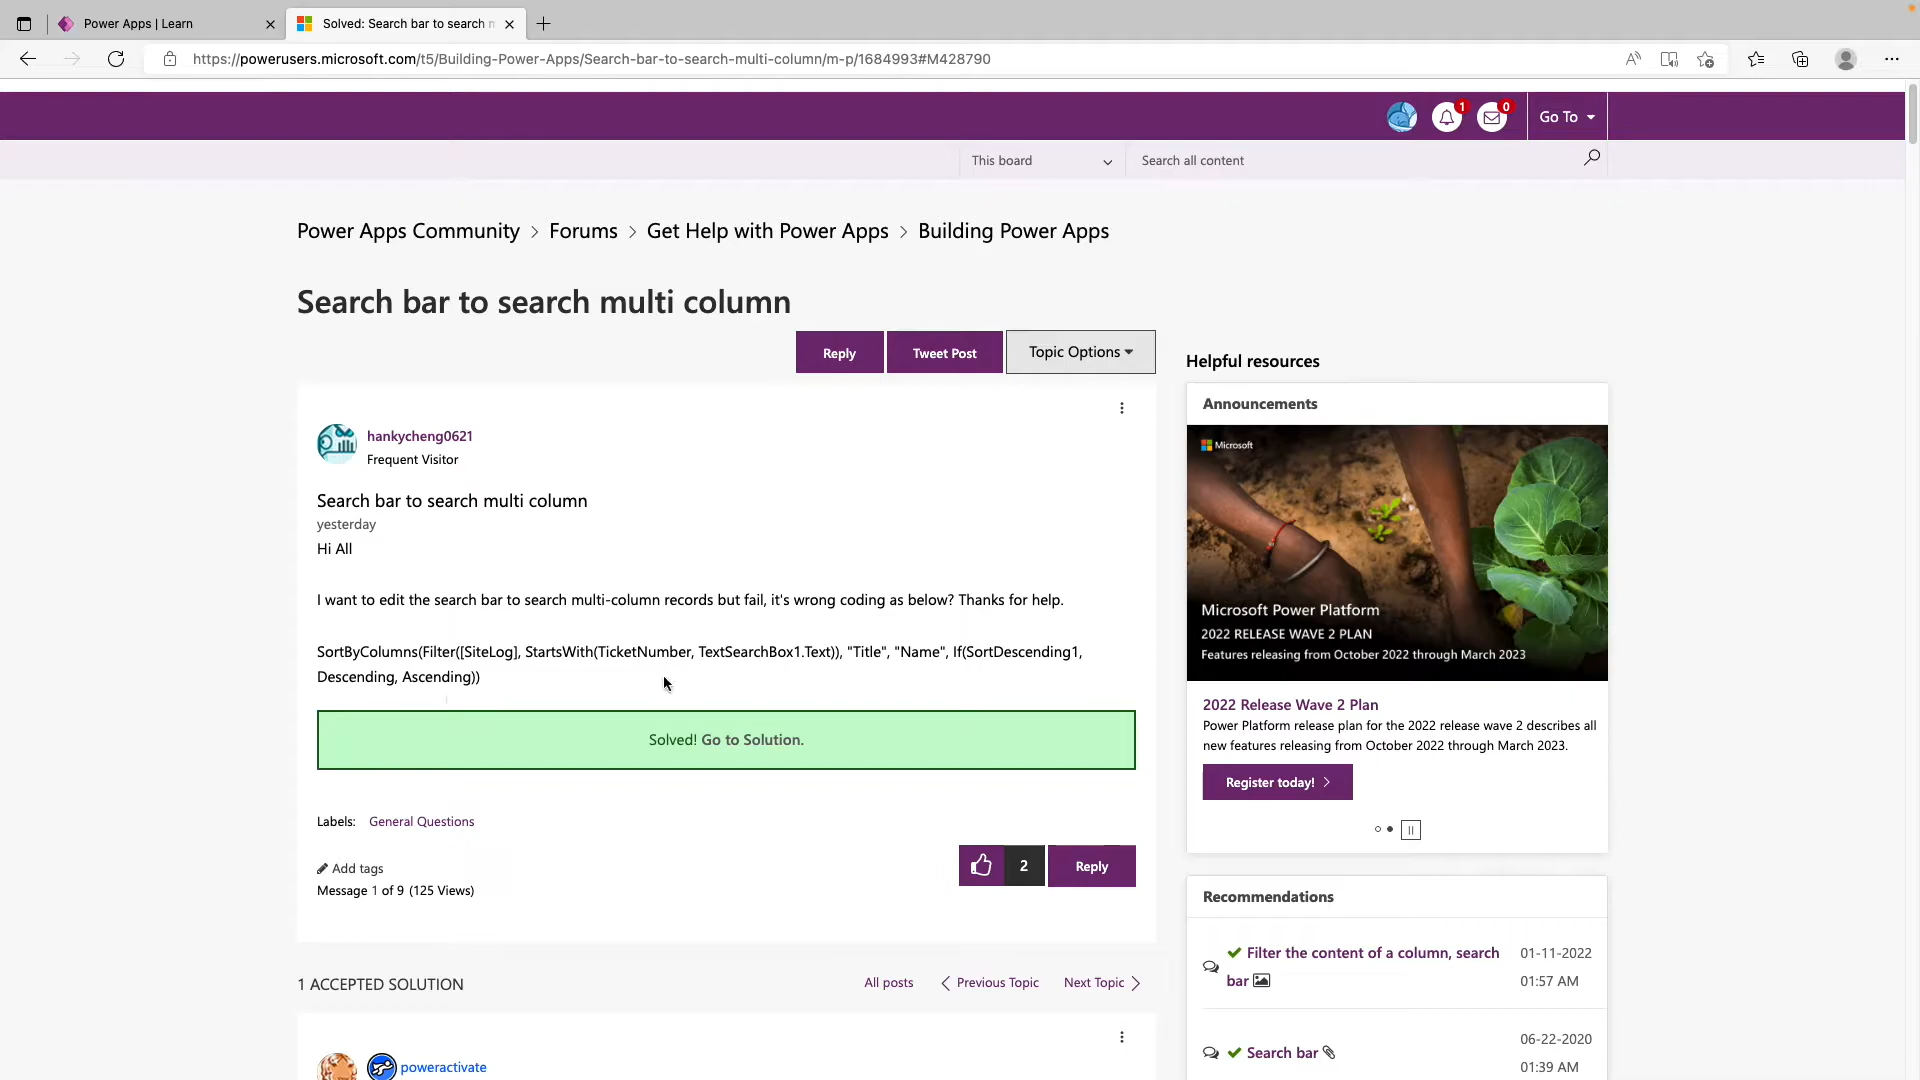 Power Apps | Learn
Solved: Search bar to search m
https://powerusers.microsoft.com/t5/Building-Power-Apps/Search-bar-to-search-multi-column/m-p/1684993#M428790
1
0
Go To
This board
Search all content
Power Apps Community > Forums > Get Help with Power Apps > Building Power Apps
Search bar to search multi column
Reply
Tweet Post
Topic Options
hankycheng0621
Frequent Visitor
Search bar to search multi column
yesterday
Hi All
I want to edit the search bar to search multi-column records but fail, it's wrong coding as below? Thanks for help.
SortByColumns(Filter([SiteLog], StartsWith(TicketNumber, TextSearchBox1.Text)), "Title", "Name", If(SortDescending1,
Descending, Ascending))
Solved! Go to Solution.
Labels: General Questions
Add tags
Message 1 of 9 (125 Views)
2
Reply
1 ACCEPTED SOLUTION
All posts
Previous Topic
Next Topic
poweractivate
Helpful resources
Announcements
Microsoft
Microsoft Power Platform
2022 RELEASE WAVE 2 PLAN
Features releasing from October 2022 through March 2023
2022 Release Wave 2 Plan
Power Platform release plan for the 2022 release wave 2 describes all
new features releasing from October 2022 through March 2023.
Register today!
Recommendations
Filter the content of a column, search
bar
01-11-2022
01:57 AM
Search bar
06-22-2020
01:39 AM